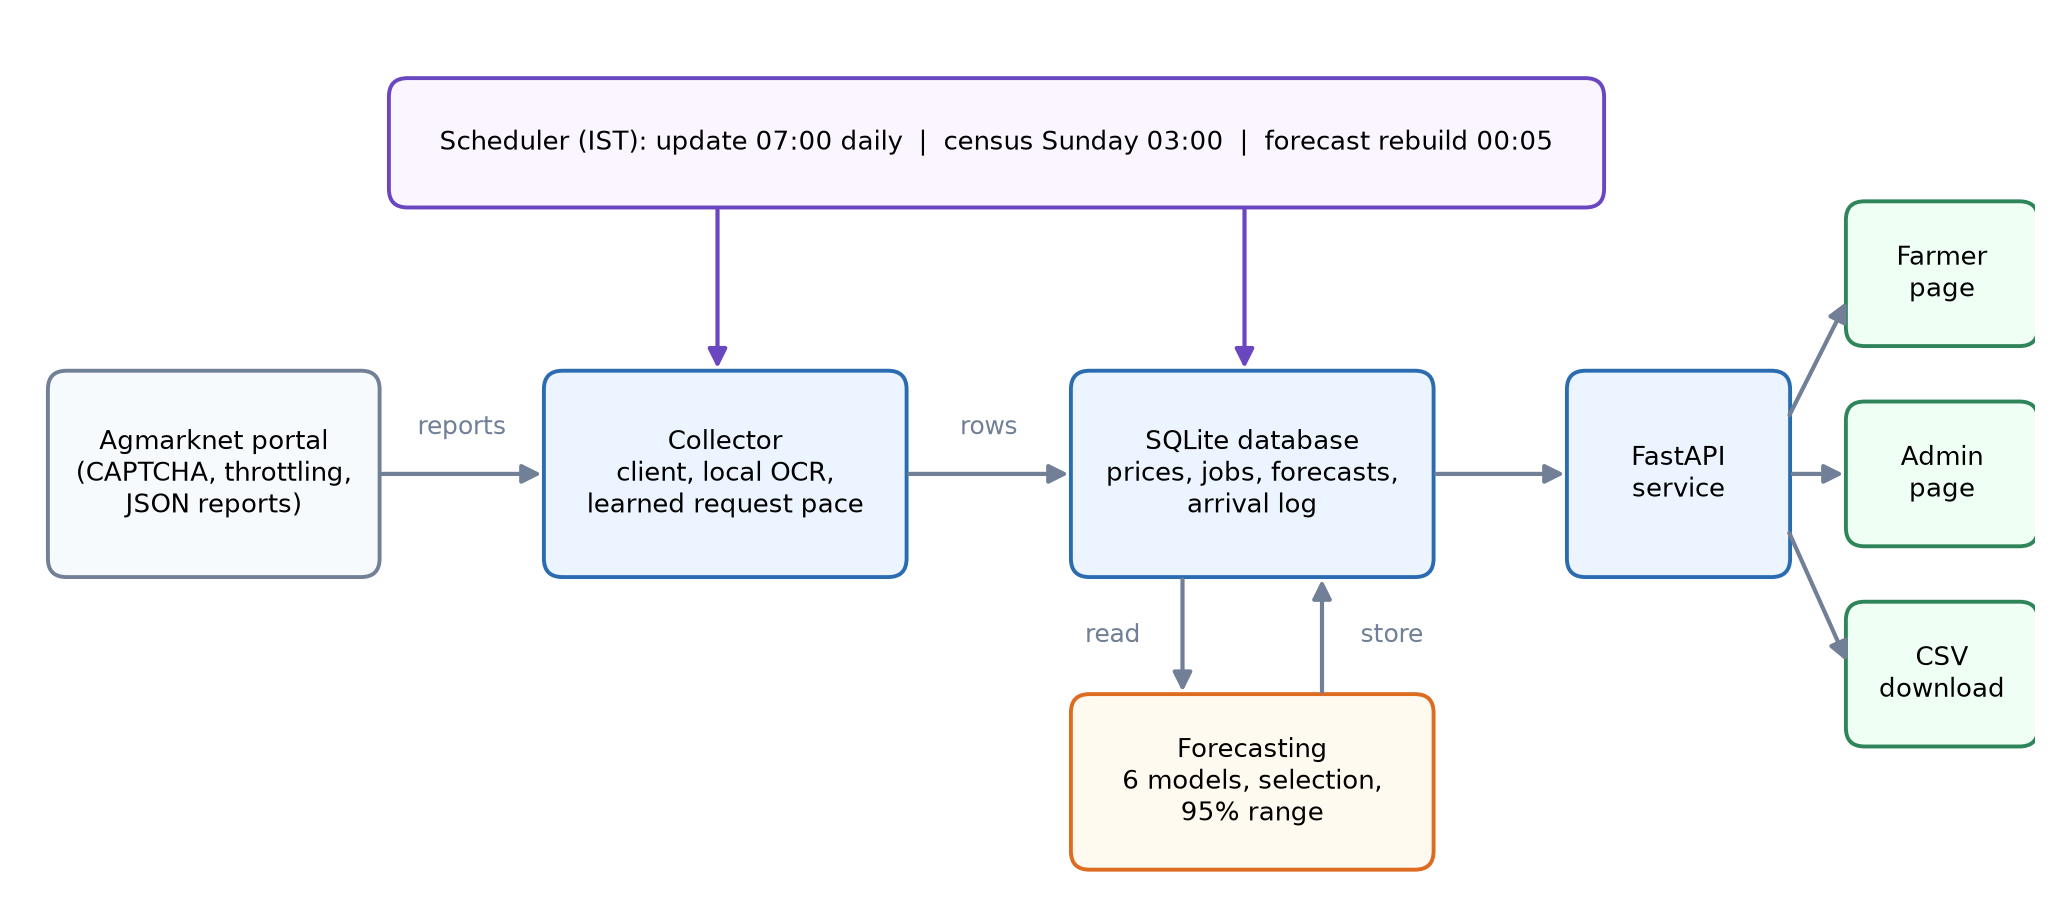 Scheduler (IST): update 07:00 daily | census Sunday 03:00 | forecast rebuild 00:05
Agmarknet portal
(CAPTCHA, throttling,
JSON reports)
reports
Collector
client, local OCR,
learned request pace
rows
SQLite database
prices, jobs, forecasts,
arrival log
read
store
Forecasting
6 models, selection,
95% range
FastAPI
service
Farmer
page
Admin
page
CSV
download